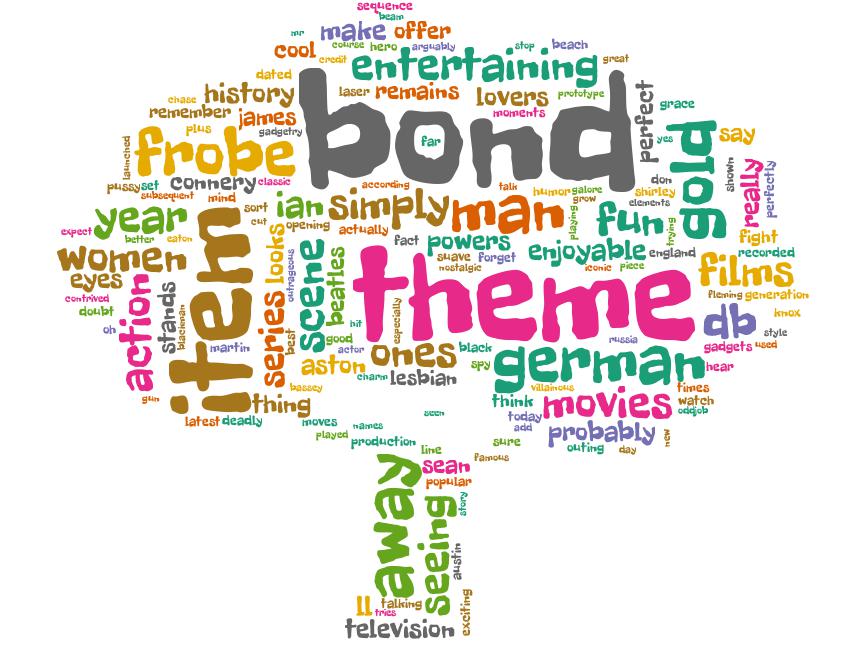 sequence
beam
mr
make
offer
cool
course
hero
arguably
stop
beach
credit
entertaining
great
dated
bond
chase
history
laser
remains
lovers
prototype
perfect
grace
remember
james
moments
plus
gadgetry
far
yes
gold
say
launched
frobe
pussy
set
connery
classic
according
talk
humor
galore
don
shirley
shown
really
perfectly
subsequent
mind
grow
elements
year
item
sort
ian
simply
man
playing
fun
trying
expect
cut
opening
actually
better
eaton
fight
women
looks
outrageous
scene
beatles
fact
powers
enjoyable
england
recorded
suave
forget
nostalgic
iconic
piece
films
eyes
theme
contrived
doubt
action
stands
blackman
series
best
hit
especially
fleming
generation
db
knox
oh
style
martin
good
actor
ones
black
russia
gadgets
used
aston
spy
german
hear
charm
lesbian
gun
bassey
villainous
times
thing
think
movies
watch
oddjob
latest
deadly
moves
seen
today
names
add
probably
new
played
production
sure
outing
day
line
away
sean
famous
popular
seeing
story
austin
exciting
ll
talking
tries
television